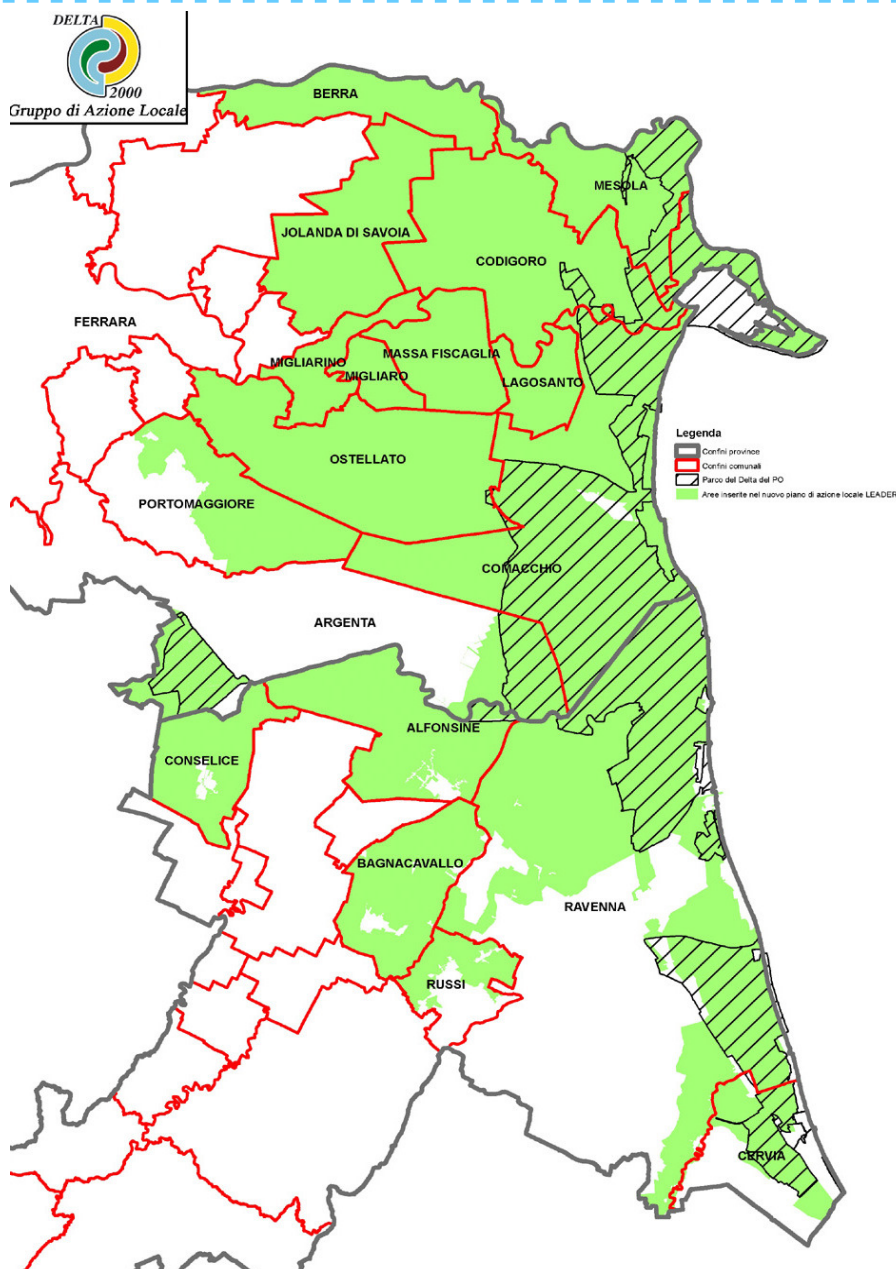 DELTA
2000
Gruppo di Azione Locale
BERRA
MESOLA
JOLANDA DI SAVOIA
CODIGORO
FERRARA
MASSA FISCAGLIA
MIGLIARINO
MIGLIARO
LAGOSANTO
Legenda
Confini province
Confini comunali
Parco del Delta del PO
Aree inserite nel nuovo piano di azione locale LEADER
OSTELLATO
PORTOMAGGIORE
COMACCHIO
ARGENTA
ALFONSINE
CONSELICE
BAGNACAVALLO
RAVENNA
RUSSI
CERVIA